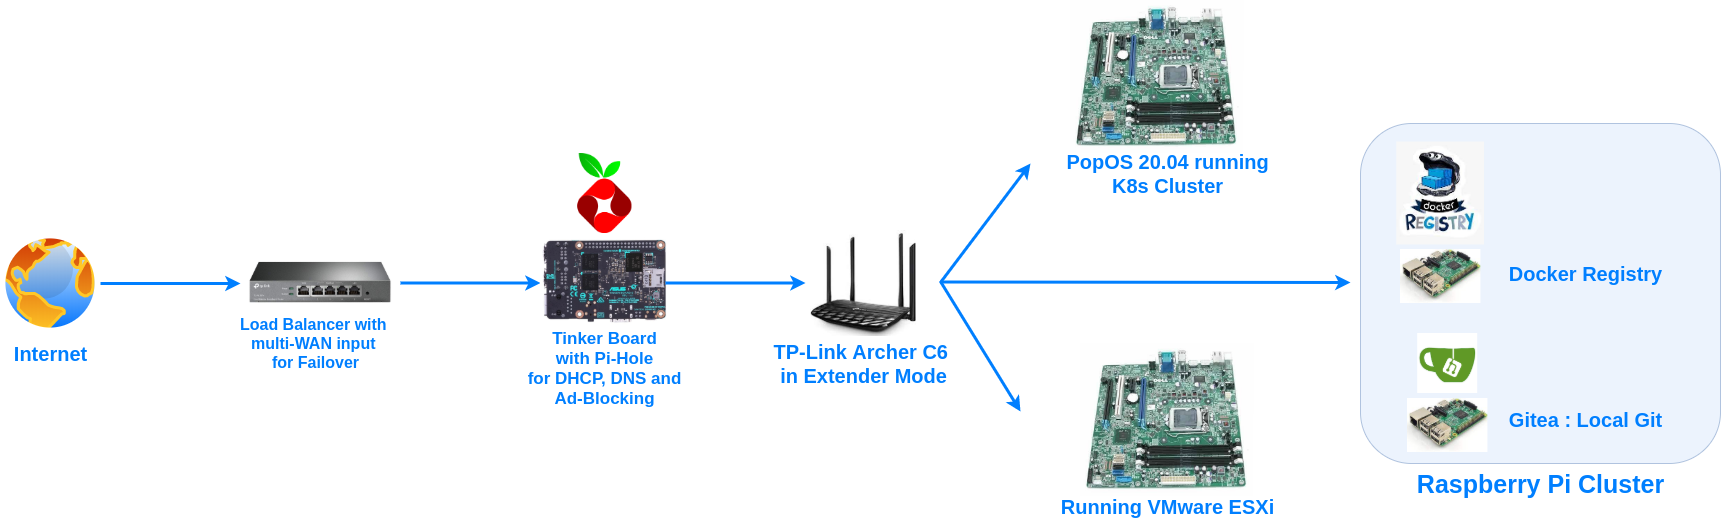 Internet
Load Balancer with
multi-WAN input
for Failover
Tinker Board
with Pi-Hole
for DHCP, DNS and
Ad-Blocking
TP-Link Archer C6
in Extender Mode
PopOS 20.04 running
K8s Cluster
Running VMware ESXi
docker
REGISTRY
Docker Registry
Gitea : Local Git
Raspberry Pi Cluster